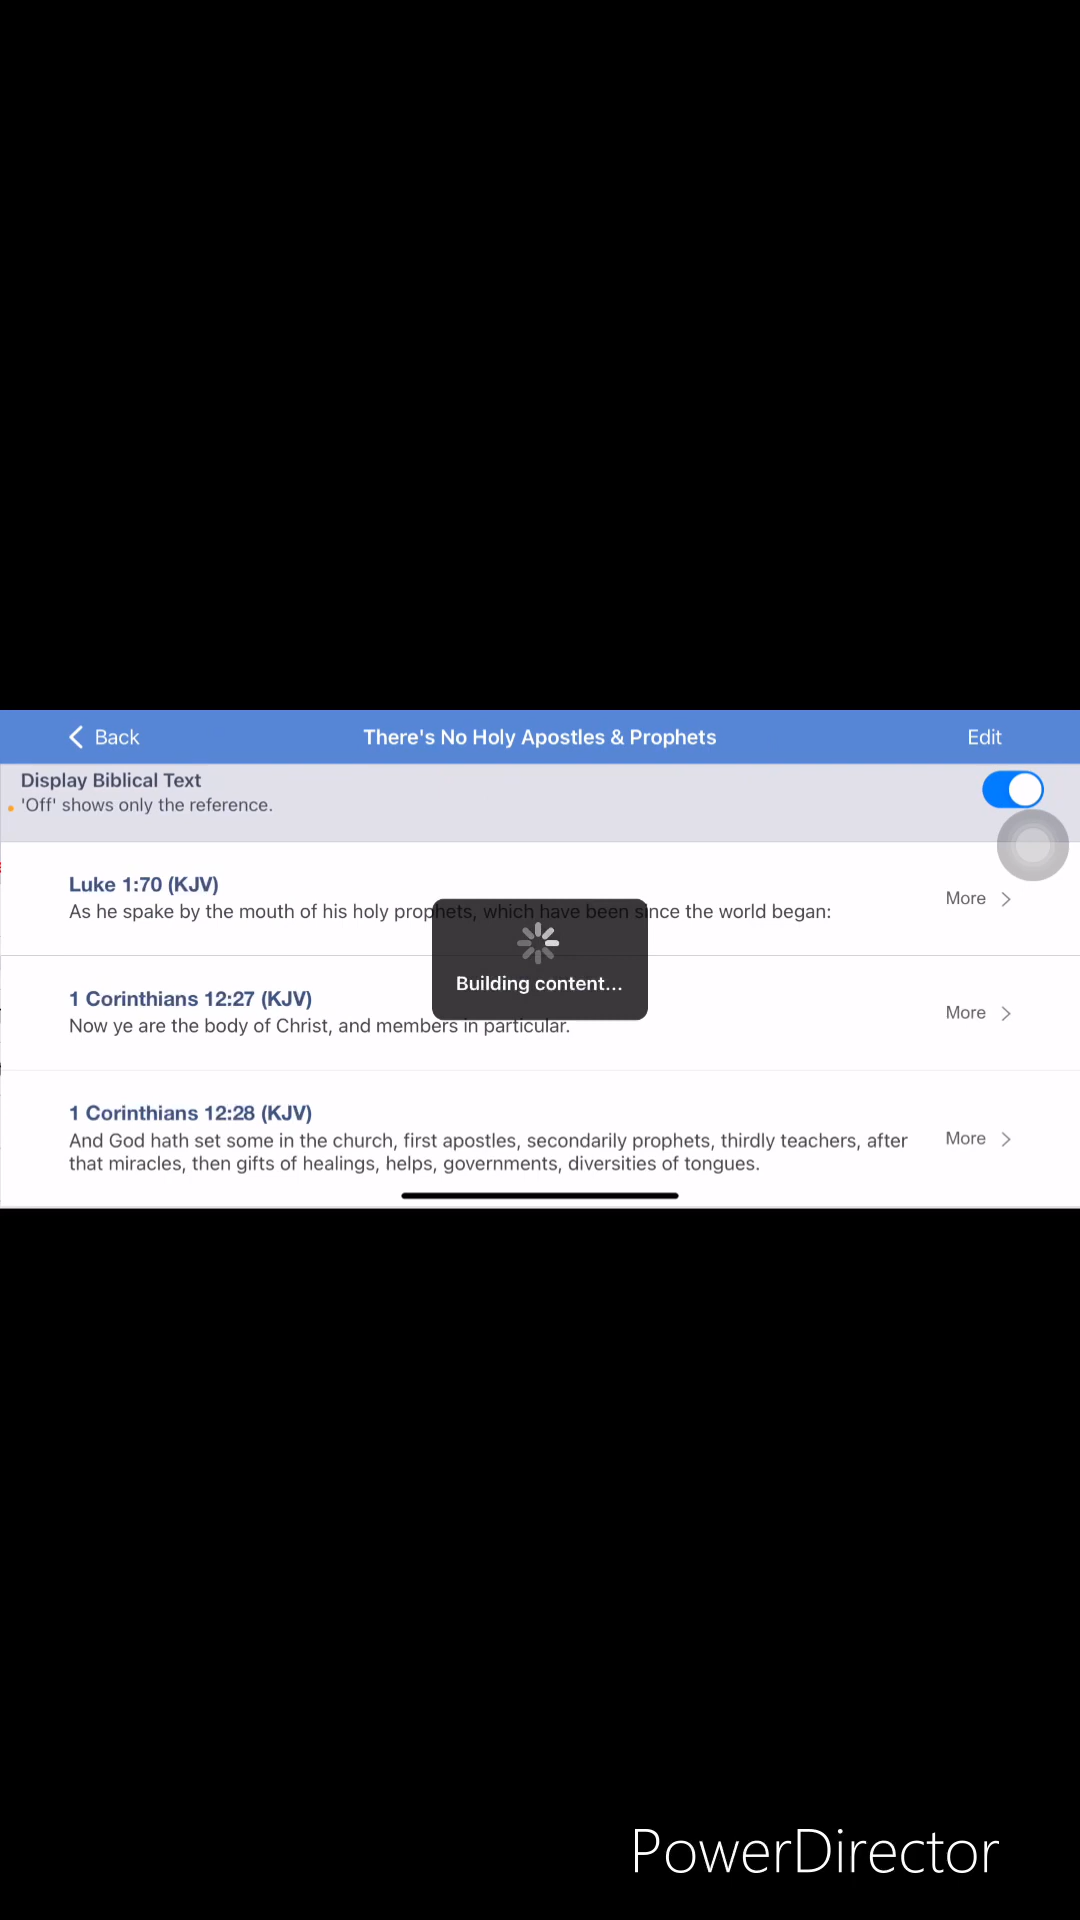 Back
There's No Holy Apostles & Prophets
Edit
Display Biblical Text
'Off' shows only the reference.
Luke 1:70 (KJV)
As he spake by the mouth of his holy prophets, which have been since the world began:
More
Building content...
1 Corinthians 12:27 (KJV)
Now ye are the body of Christ, and members in particular.
More
1 Corinthians 12:28 (KJV)
And God hath set some in the church, first apostles, secondarily prophets, thirdly teachers, after
that miracles, then gifts of healings, helps, governments, diversities of tongues.
More
PowerDirector